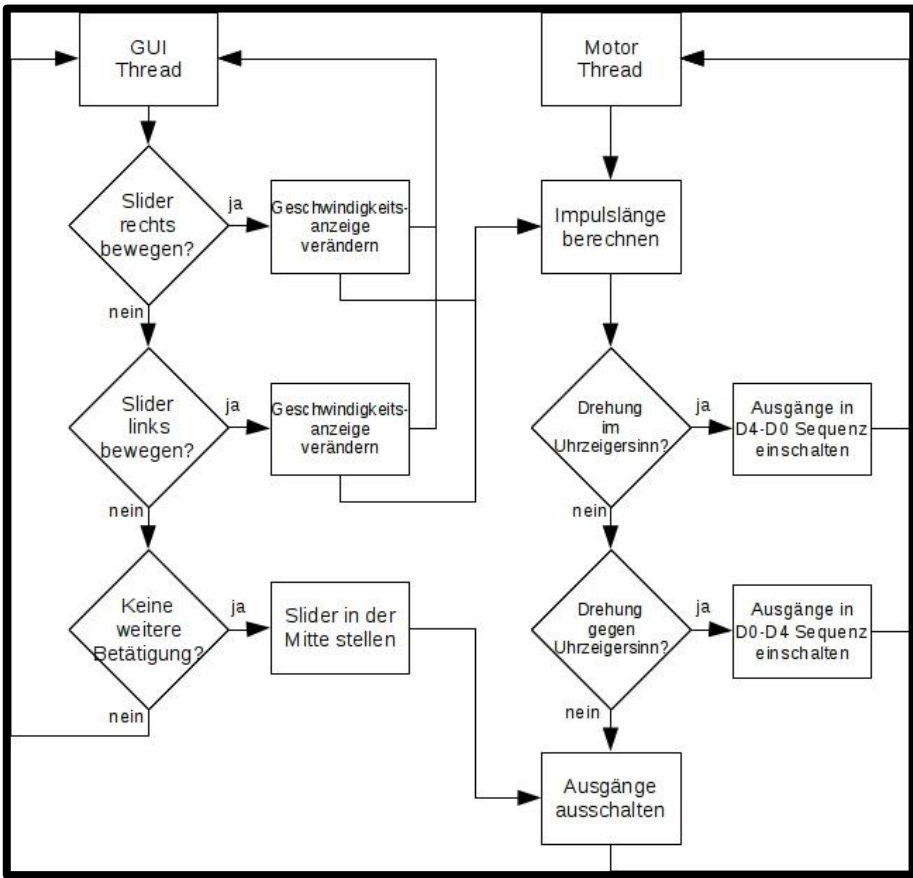 GUI
Thread
Slider
rechts
bewegen?
ja
Geschwindigkeits-
anzeige
verändern
nein
Slider
links
bewegen?
ja
Geschwindigkeits-
anzeige
verändern
nein
Keine
weitere
Betätigung?
ja
Slider in der
Mitte stellen
nein
Motor
Thread
Impulslänge
berechnen
Drehung
im
Uhrzeigersinn?
ja
Ausgänge in
D4-D0 Sequenz
einschalten
nein
Drehung
gegen
Uhrzeigersinn?
ja
Ausgänge in
D0-D4 Sequenz
einschalten
nein
Ausgänge
ausschalten